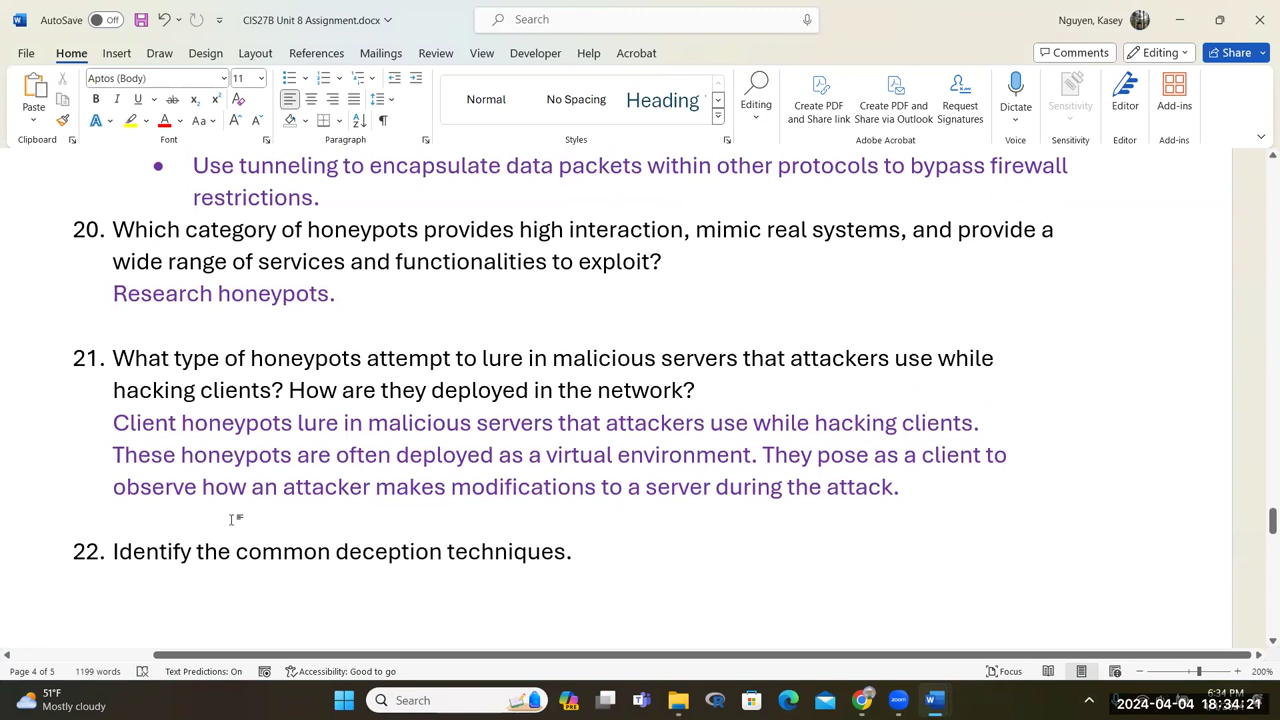 AutoSave Off CIS27B Unit 8 Assignment.docx Search Nguyen, Kasey
File Home Insert Draw Design Layout References Mailings Review View Developer Help Acrobat Comments Editing Share
Aptos (Body) 11
Normal No Spacing Heading
Paste Editing Create PDF and Share link Create PDF and Share via Outlook Request Signatures Dictate Sensitivity Editor Add-ins
Clipboard Font Paragraph Styles Adobe Acrobat Voice Sensitivity Editor Add-ins
• Use tunneling to encapsulate data packets within other protocols to bypass firewall
restrictions.
20. Which category of honeypots provides high interaction, mimic real systems, and provide a
wide range of services and functionalities to exploit?
Research honeypots.
21. What type of honeypots attempt to lure in malicious servers that attackers use while
hacking clients? How are they deployed in the network?
Client honeypots lure in malicious servers that attackers use while hacking clients.
These honeypots are often deployed as a virtual environment. They pose as a client to
observe how an attacker makes modifications to a server during the attack.
22. Identify the common deception techniques.
Page 4 of 5 1199 words Text Predictions: On Accessibility: Good to go Focus 200%
51°F
Mostly cloudy
Search
6:34 PM
2024-04-04 18:34:21